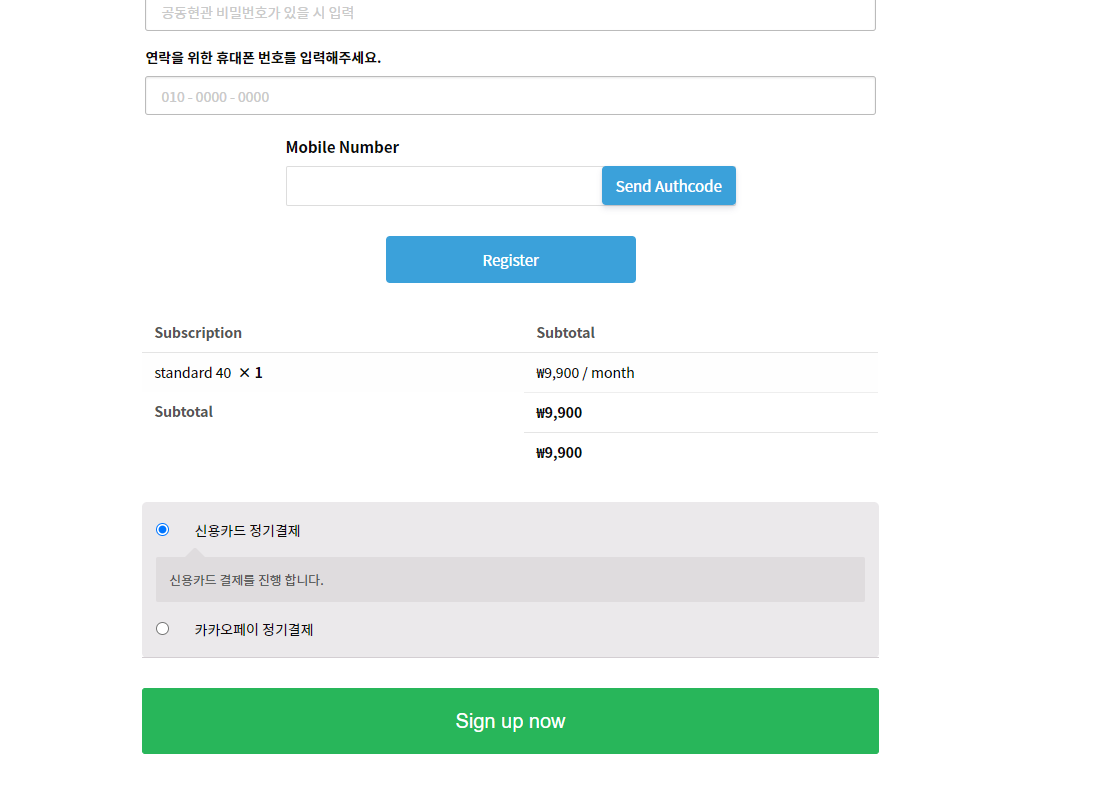 공동현관 비밀번호가 있을 시 입력
연락을 위한 휴대폰 번호를 입력해주세요.
010 - 0000 - 0000
Mobile Number
Send Authcode
Register
Subscription Subtotal
standard 40 × 1 ₩9,900 / month
Subtotal ₩9,900
₩9,900
신용카드 정기결제
신용카드 결제를 진행 합니다.
카카오페이 정기결제
Sign up now